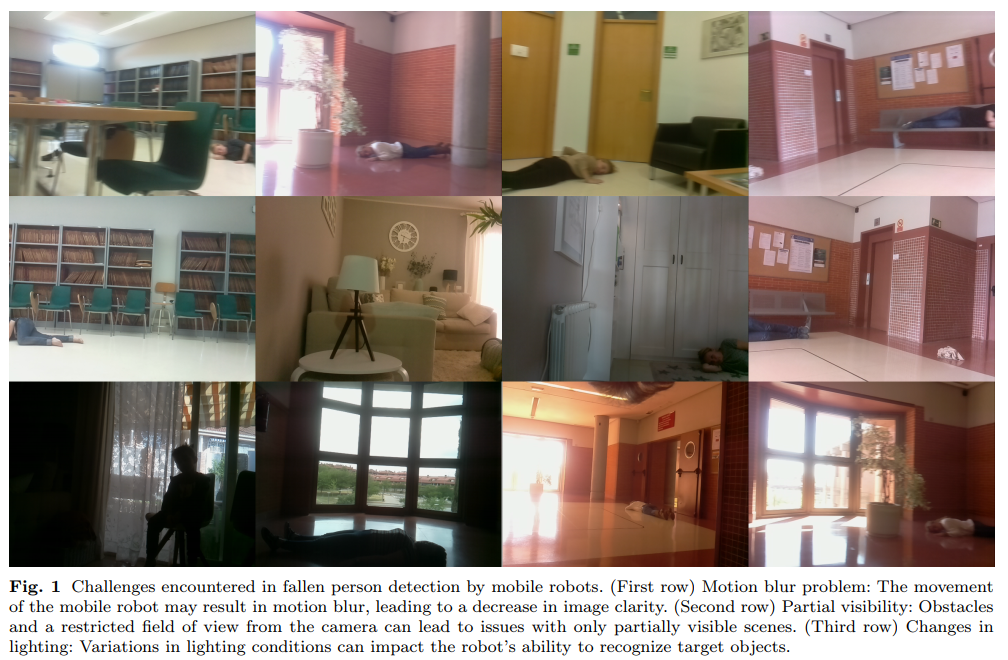 Fig. 1 Challenges encountered in fallen person detection by mobile robots. (First row) Motion blur problem: The movement
of the mobile robot may result in motion blur, leading to a decrease in image clarity. (Second row) Partial visibility: Obstacles
and a restricted field of view from the camera can lead to issues with only partially visible scenes. (Third row) Changes in
lighting: Variations in lighting conditions can impact the robot's ability to recognize target objects.